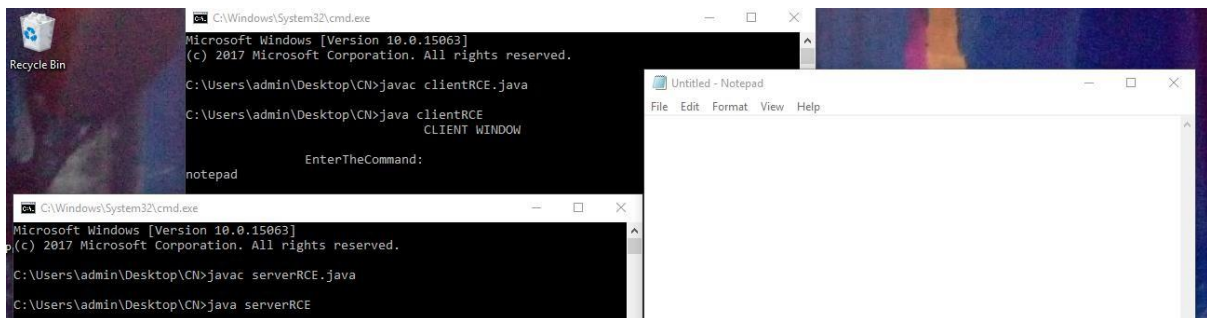 Recycle Bin
C:\Windows\System32\cmd.exe
Microsoft Windows [Version 10.0.15063]
(c) 2017 Microsoft Corporation. All rights reserved.
C:\Users\admin\Desktop\CN>javac clientRCE.java
C:\Users\admin\Desktop\CN>java clientRCE
CLIENT WINDOW
EnterTheCommand:
notepad
C:\Windows\System32\cmd.exe
Microsoft Windows [Version 10.0.15063]
(c) 2017 Microsoft Corporation. All rights reserved.
C:\Users\admin\Desktop\CN>javac serverRCE.java
C:\Users\admin\Desktop\CN>java serverRCE
Untitled - Notepad
File Edit Format View Help